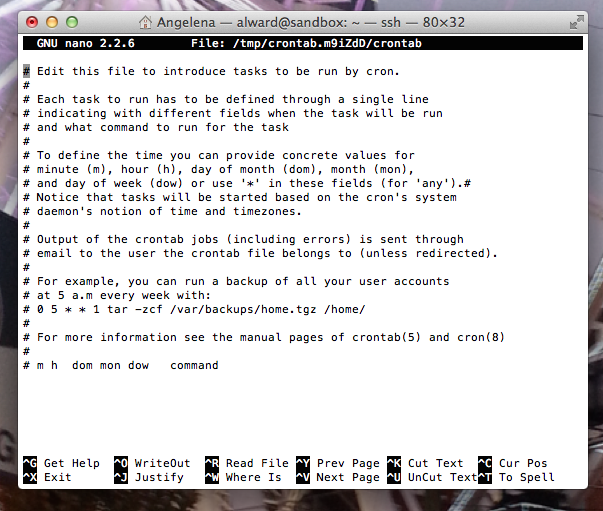 Angelena — alward@sandbox: ~ — ssh — 80×32
GNU nano 2.2.6 File: /tmp/crontab.m9iZdD/crontab
# Edit this file to introduce tasks to be run by cron.
#
# Each task to run has to be defined through a single line
# indicating with different fields when the task will be run
# and what command to run for the task
#
# To define the time you can provide concrete values for
# minute (m), hour (h), day of month (dom), month (mon),
# and day of week (dow) or use '*' in these fields (for 'any').#
# Notice that tasks will be started based on the cron's system
# daemon's notion of time and timezones.
#
# Output of the crontab jobs (including errors) is sent through
# email to the user the crontab file belongs to (unless redirected).
#
# For example, you can run a backup of all your user accounts
# at 5 a.m every week with:
# 0 5 * * 1 tar -zcf /var/backups/home.tgz /home/
#
# For more information see the manual pages of crontab(5) and cron(8)
#
# m h  dom mon dow   command
^G Get Help ^O WriteOut ^R Read File ^Y Prev Page ^K Cut Text ^C Cur Pos
^X Exit ^J Justify ^W Where Is ^V Next Page ^U UnCut Text ^T To Spell